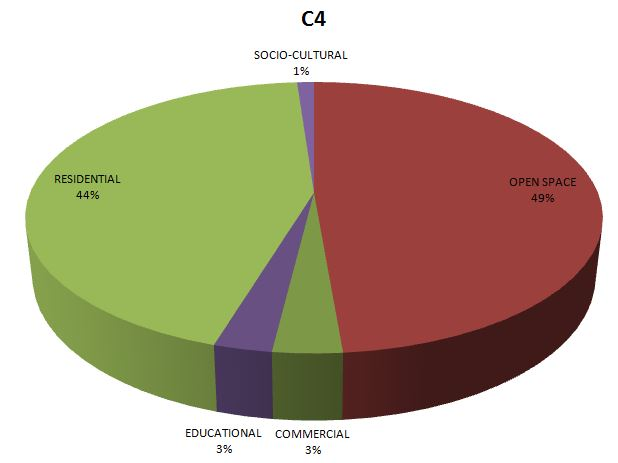 C4
SOCIO-CULTURAL
1%
RESIDENTIAL
44%
OPEN SPACE
49%
EDUCATIONAL
3%
COMMERCIAL
3%